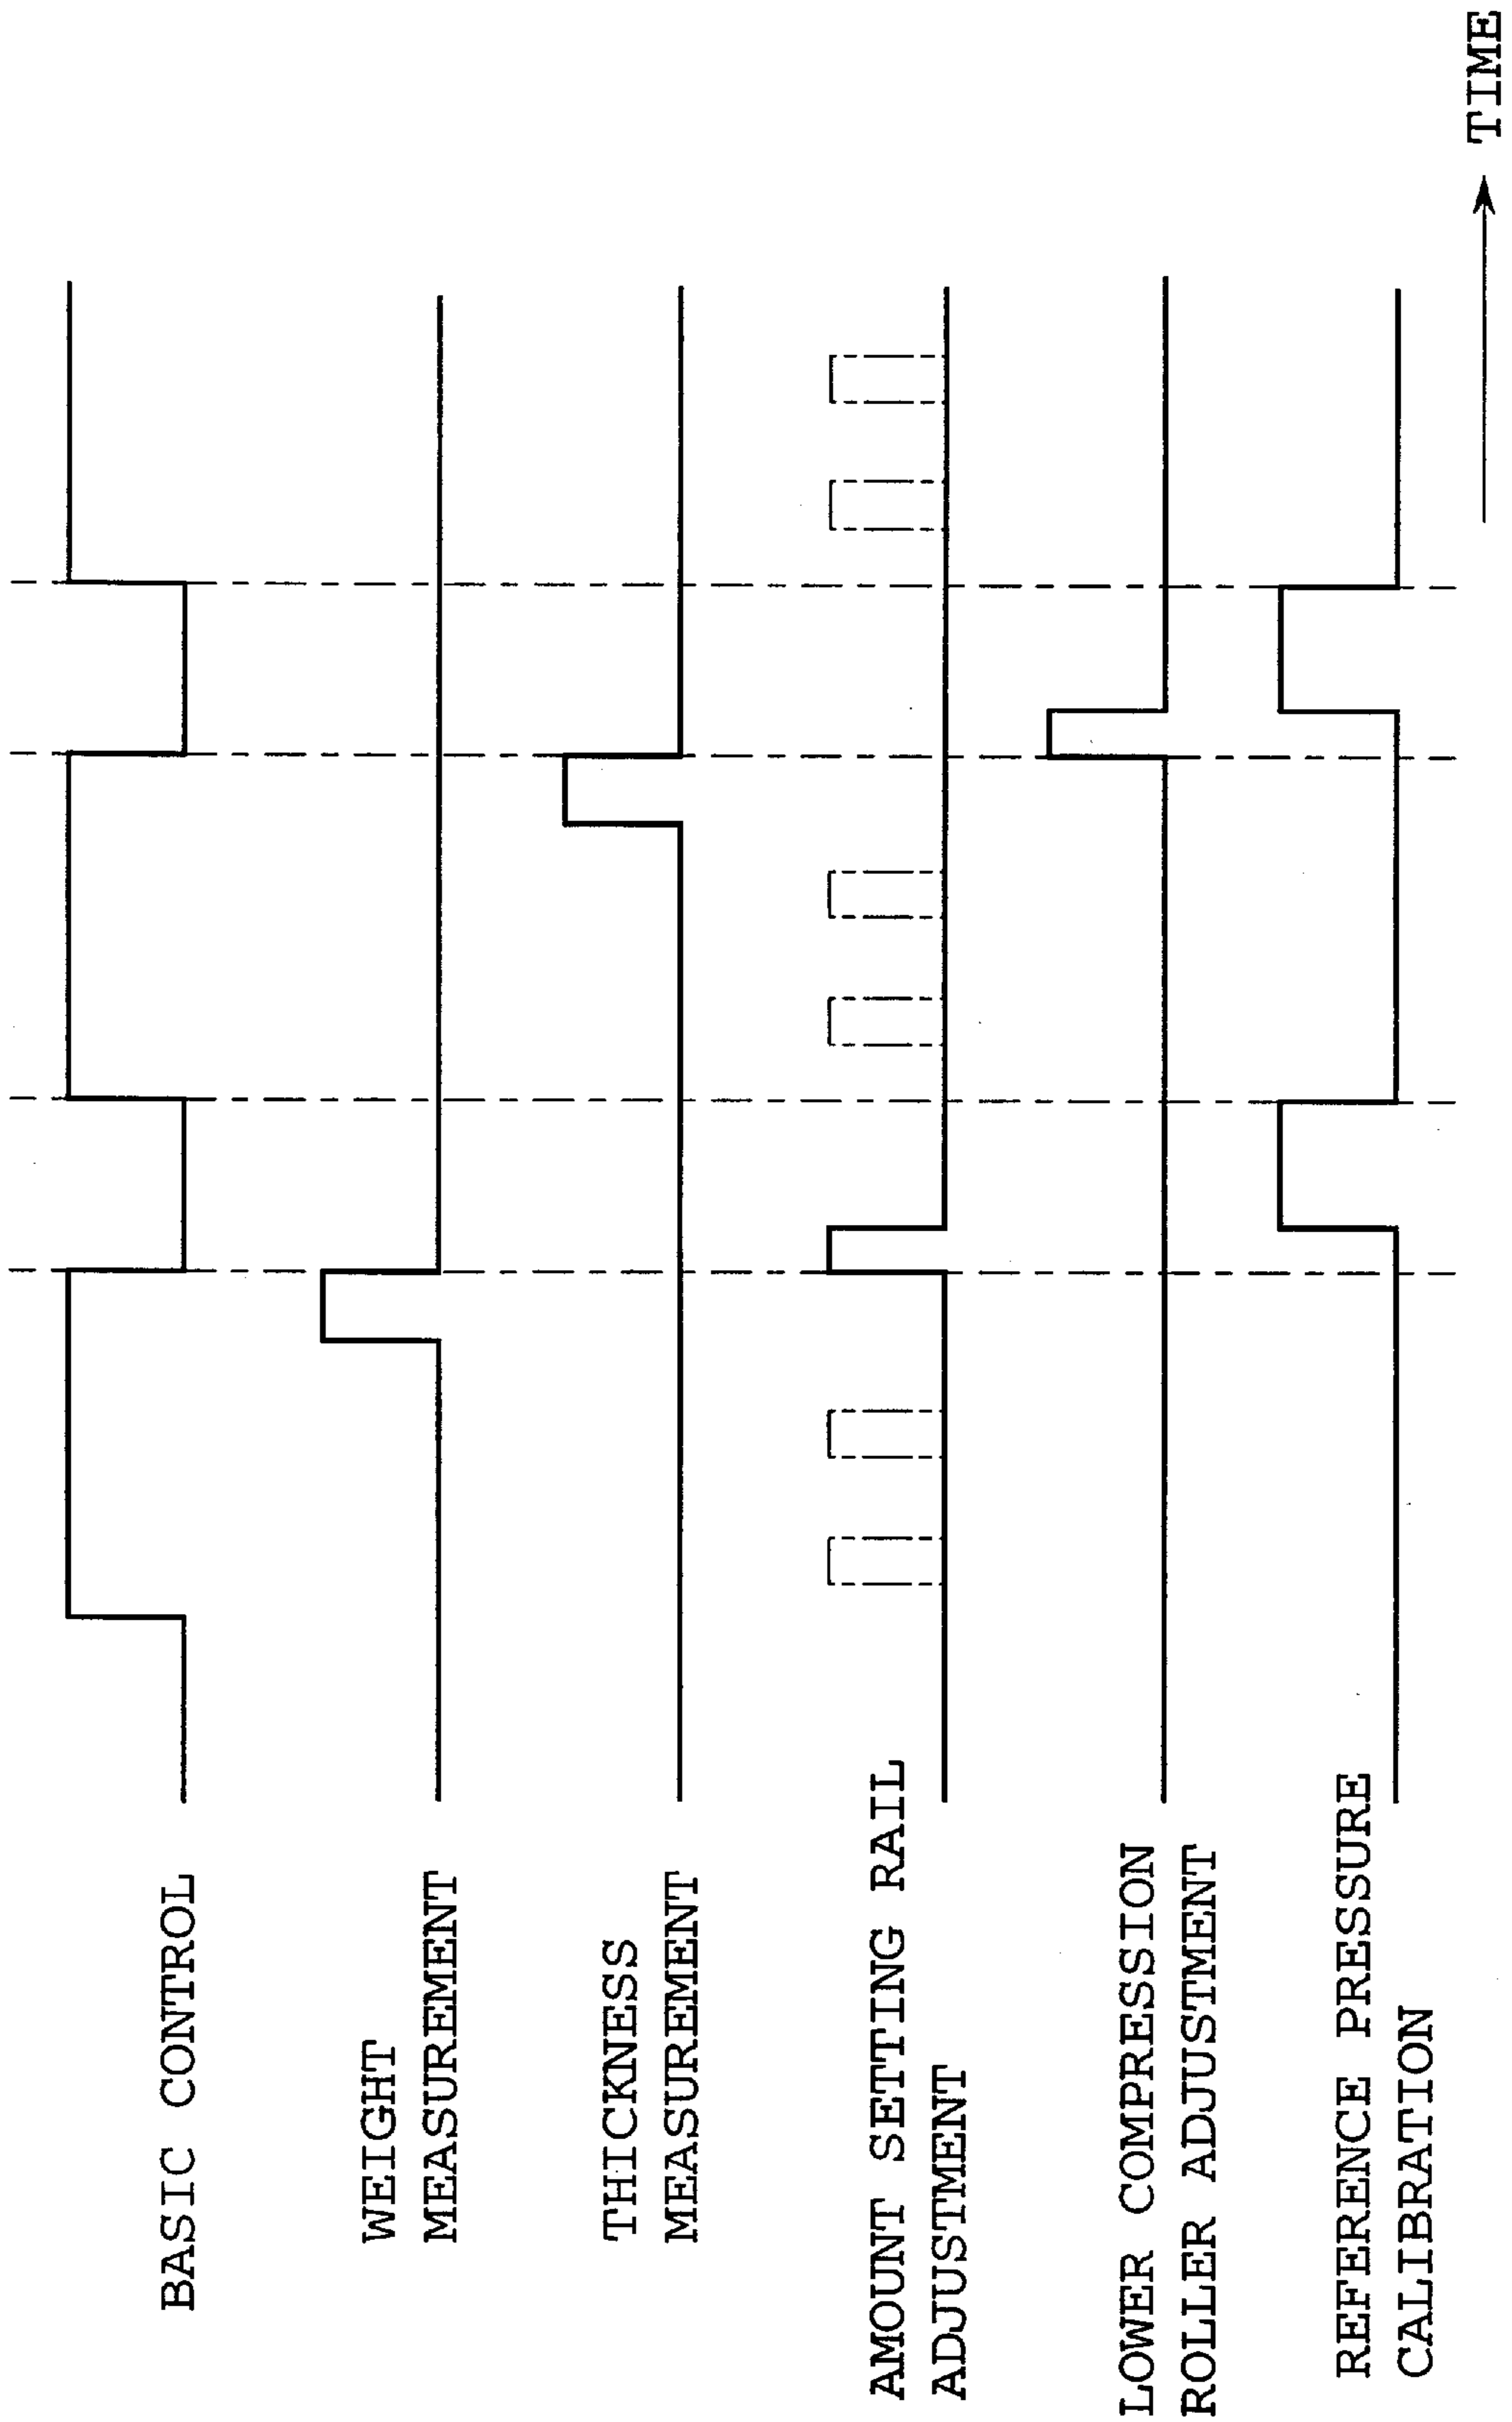 BASIC CONTROL
WEIGHT
MEASUREMENT
THICKNESS
MEASUREMENT
AMOUNT SETTING RAIL
ADJUSTMENT
LOWER COMPRESSION
ROLLER ADJUSTMENT
REFERENCE PRESSURE
CALIBRATION
TIME